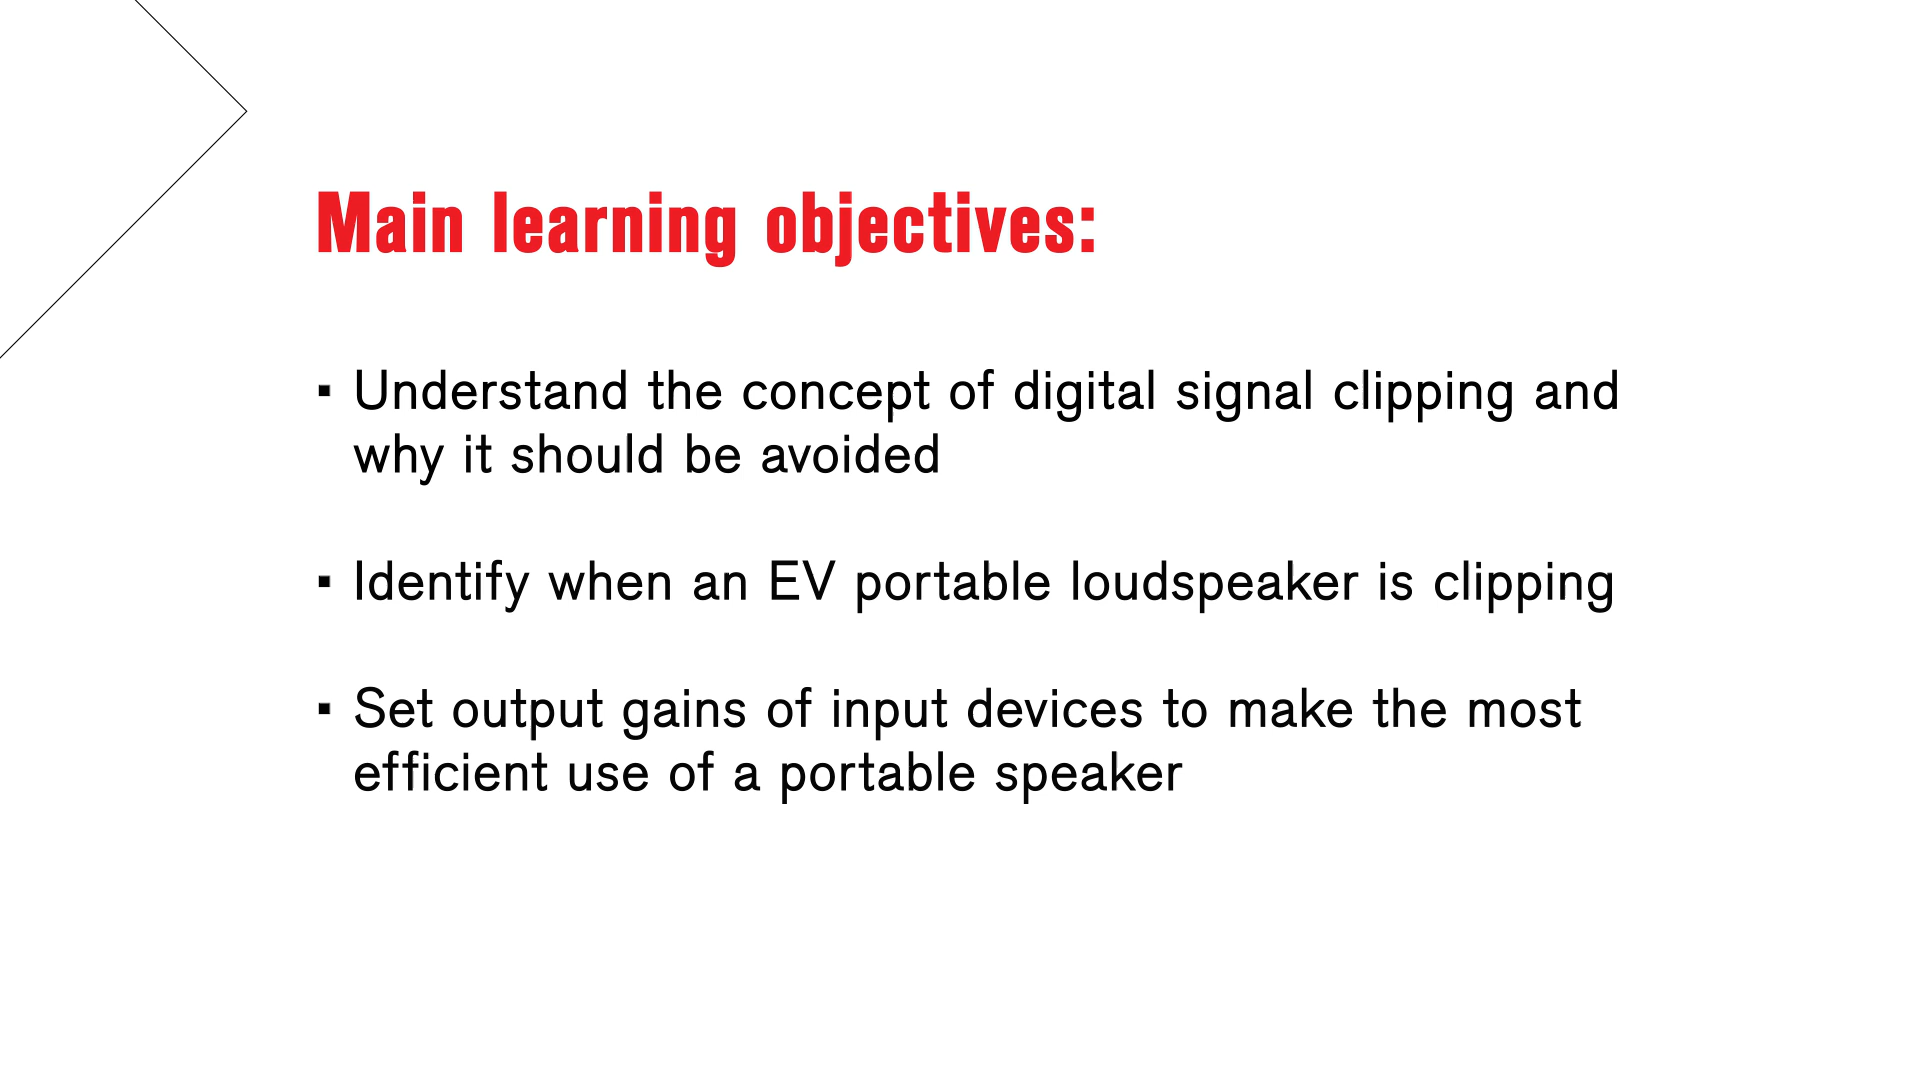 Main learning objectives:
▪ Understand the concept of digital signal clipping and
why it should be avoided
▪ Identify when an EV portable loudspeaker is clipping
▪ Set output gains of input devices to make the most
efficient use of a portable speaker